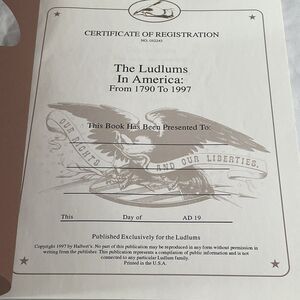 CERTIFICATE OF REGISTRATION
The Ludlums
In America:
From 1790 To 1997
This Book Has Been Presented To:
OUR RIGHTS AND OUR LIBERTIES.
This Day of AD 19
Published Exclusively for the Ludlums
Copyright 1997 by Halbert's. No part of this publication may be reproduced in any form without permission in
writing from the publisher. This publication represents a compilation of public information and is not
connected to any particular Ludlum family.
Printed in the U.S.A.